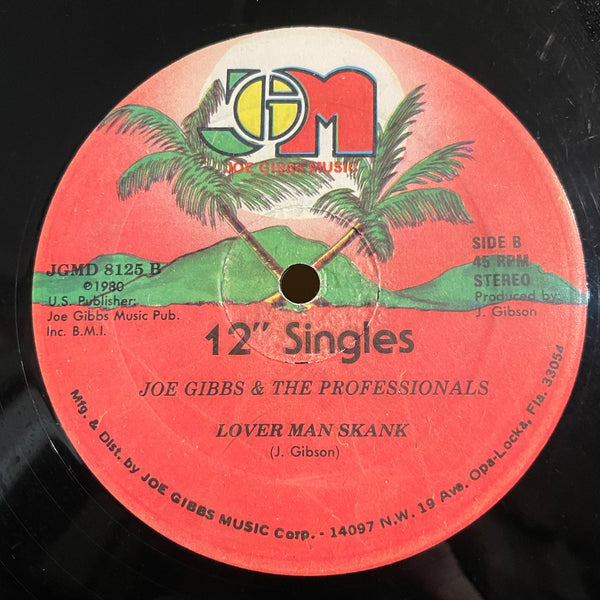 JGM
JOE GIBBS MUSIC
JGMD 8125 B
℗1980
U.S. Publisher:
Joe Gibbs Music Pub.
Inc. B.M.I.
SIDE B
45 RPM
STEREO
Produced by:
J. Gibson
12" Singles
JOE GIBBS & THE PROFESSIONALS
LOVER MAN SKANK
(J. Gibson)
Mfg. & Dist. by JOE GIBBS MUSIC Corp. - 14097 N.W. 19 Ave. Opa-Locka, Fla. 33054